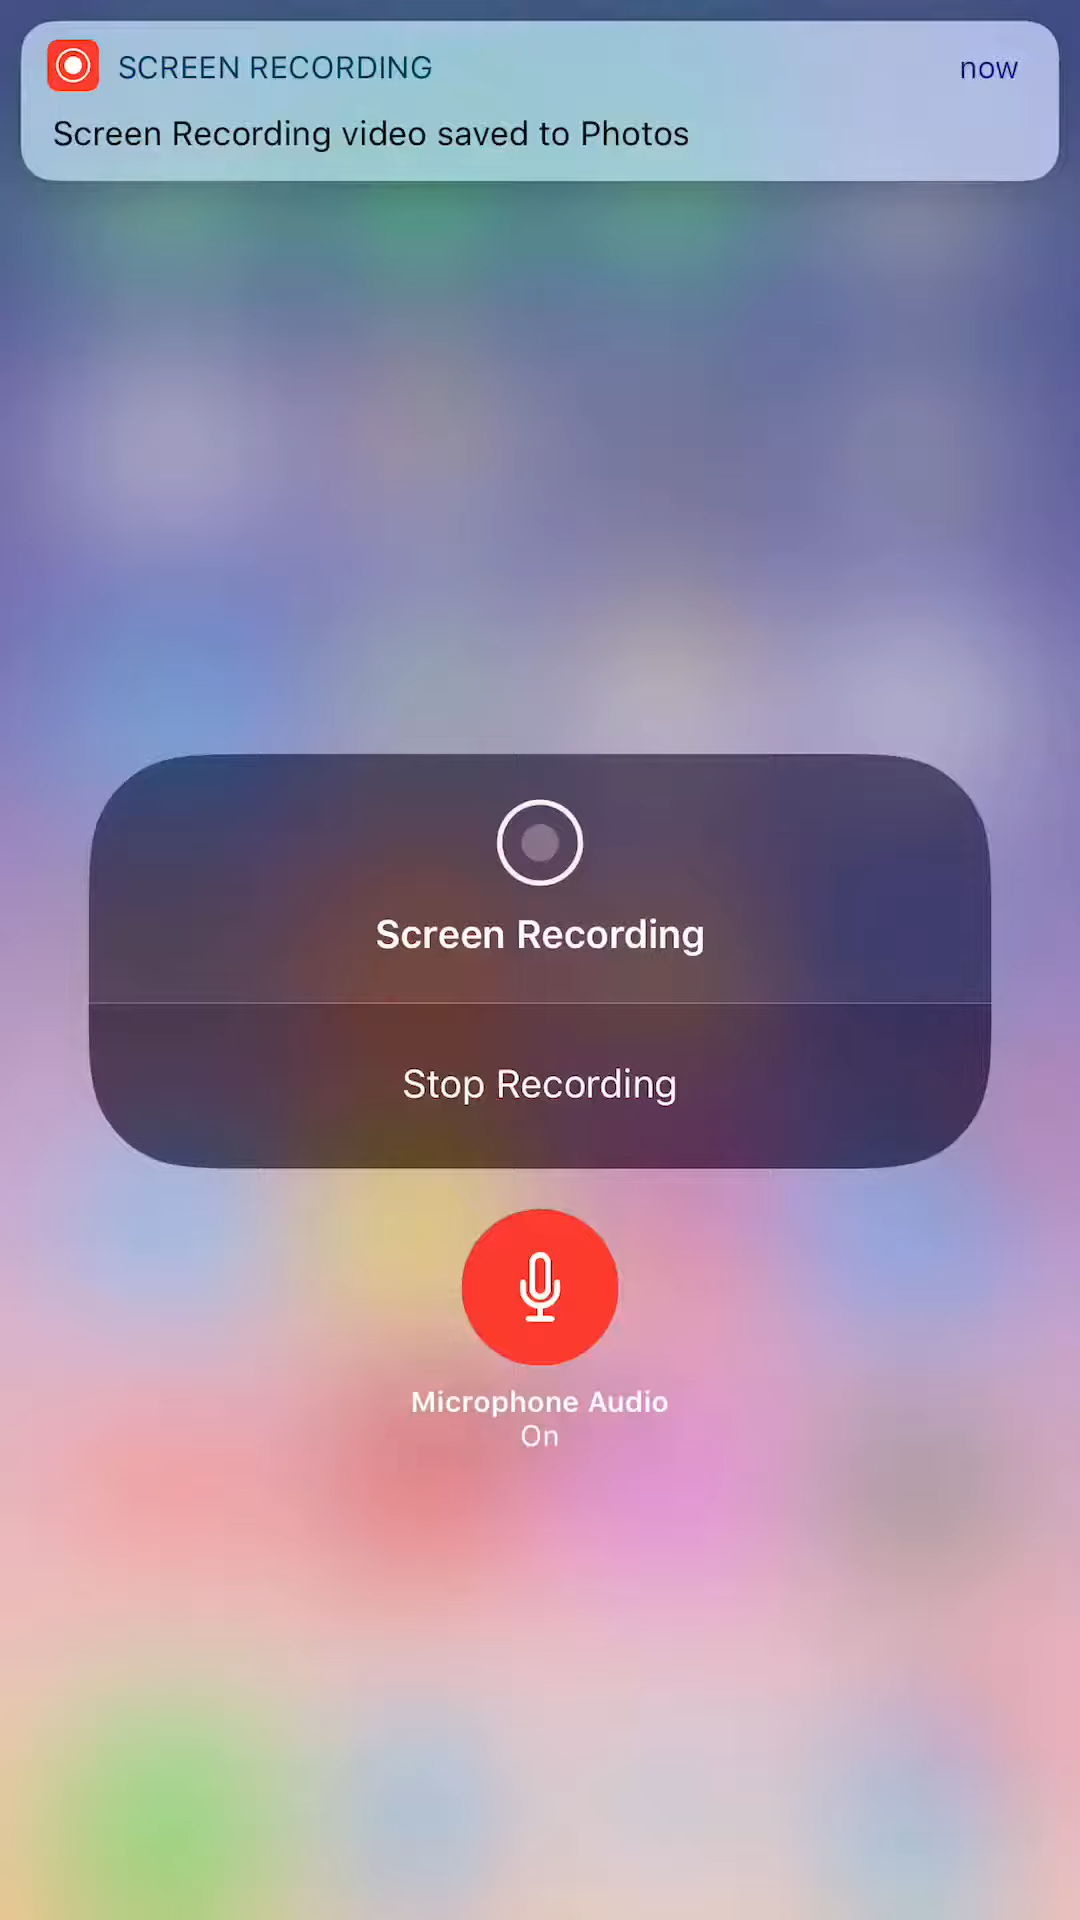 SCREEN RECORDING now
Screen Recording video saved to Photos
Screen Recording
Stop Recording
Microphone Audio
On